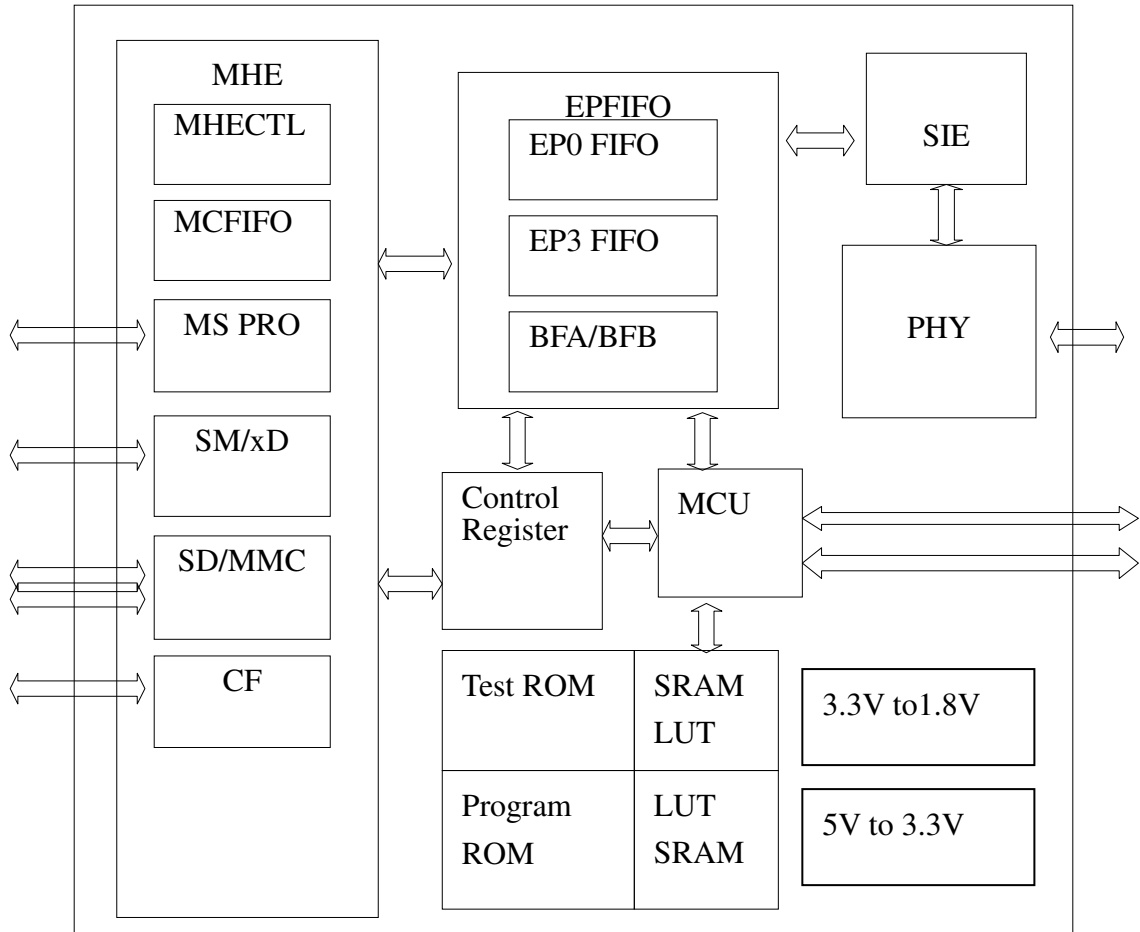 MHE
MHECTL
MCFIFO
MS PRO
SM/xD
SD/MMC
CF
EPFIFO
EP0 FIFO
EP3 FIFO
BFA/BFB
SIE
PHY
Control
Register
MCU
Test ROM
SRAM
LUT
Program
ROM
LUT
SRAM
3.3V to1.8V
5V to 3.3V